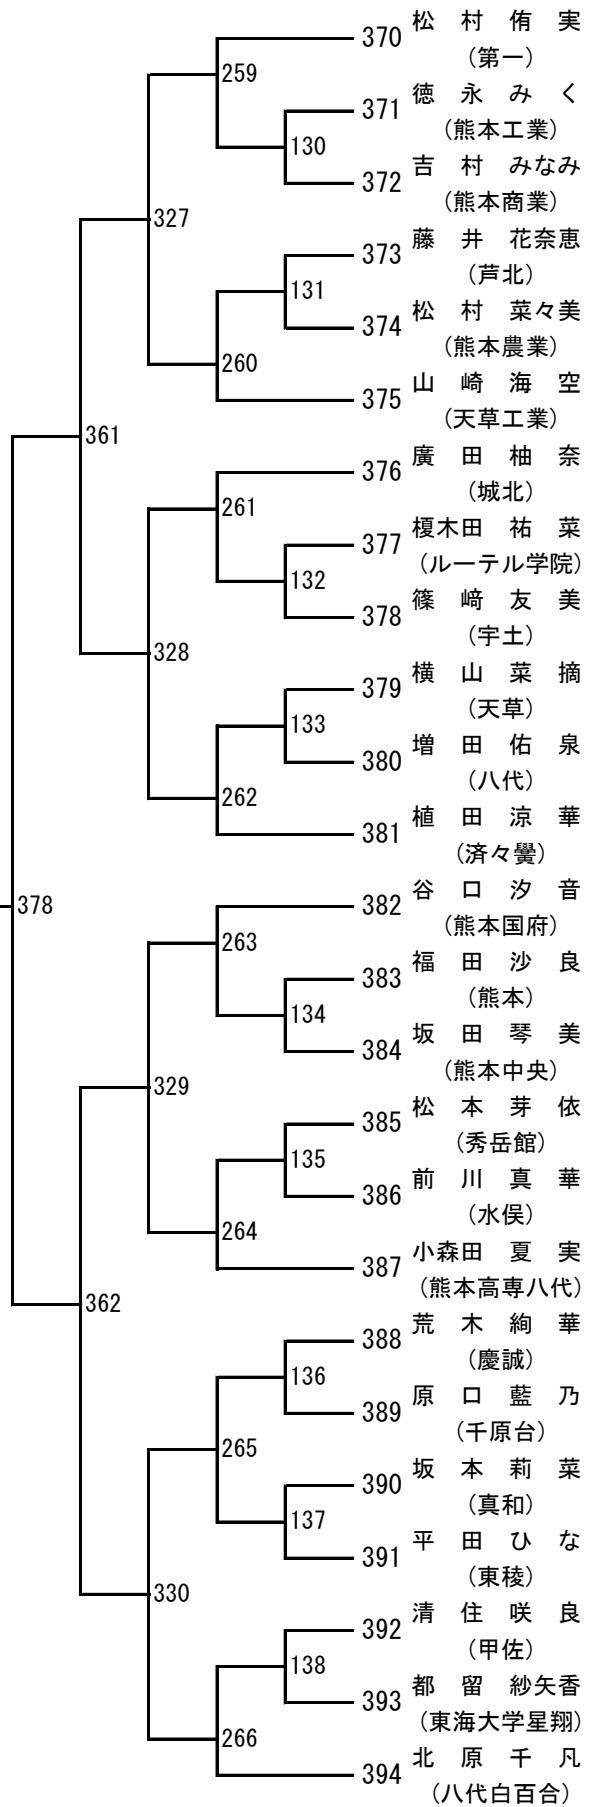 370 松村侑実
(第一)
259
371 徳永みく
(熊本工業)
130
372 吉村みなみ
(熊本商業)
327
373 藤井花奈恵
(芦北)
131
374 松村菜々美
(熊本農業)
260
375 山崎海空
(天草工業)
361
376 廣田柚奈
(城北)
261
377 榎木田祐菜
(ルーテル学院)
132
378 篠﨑友美
(宇土)
328
379 横山菜摘
(天草)
133
380 増田佑泉
(八代)
262
381 植田涼華
(済々黌)
378
382 谷口汐音
(熊本国府)
263
383 福田沙良
(熊本)
134
384 坂田琴美
(熊本中央)
329
385 松本芽依
(秀岳館)
135
386 前川真華
(水俣)
264
387 小森田夏実
(熊本高専八代)
362
388 荒木絢華
(慶誠)
136
389 原口藍乃
(千原台)
265
390 坂本莉菜
(真和)
137
391 平田ひな
(東稜)
330
392 清住咲良
(甲佐)
138
393 都留紗矢香
(東海大学星翔)
266
394 北原千凡
(八代白百合)